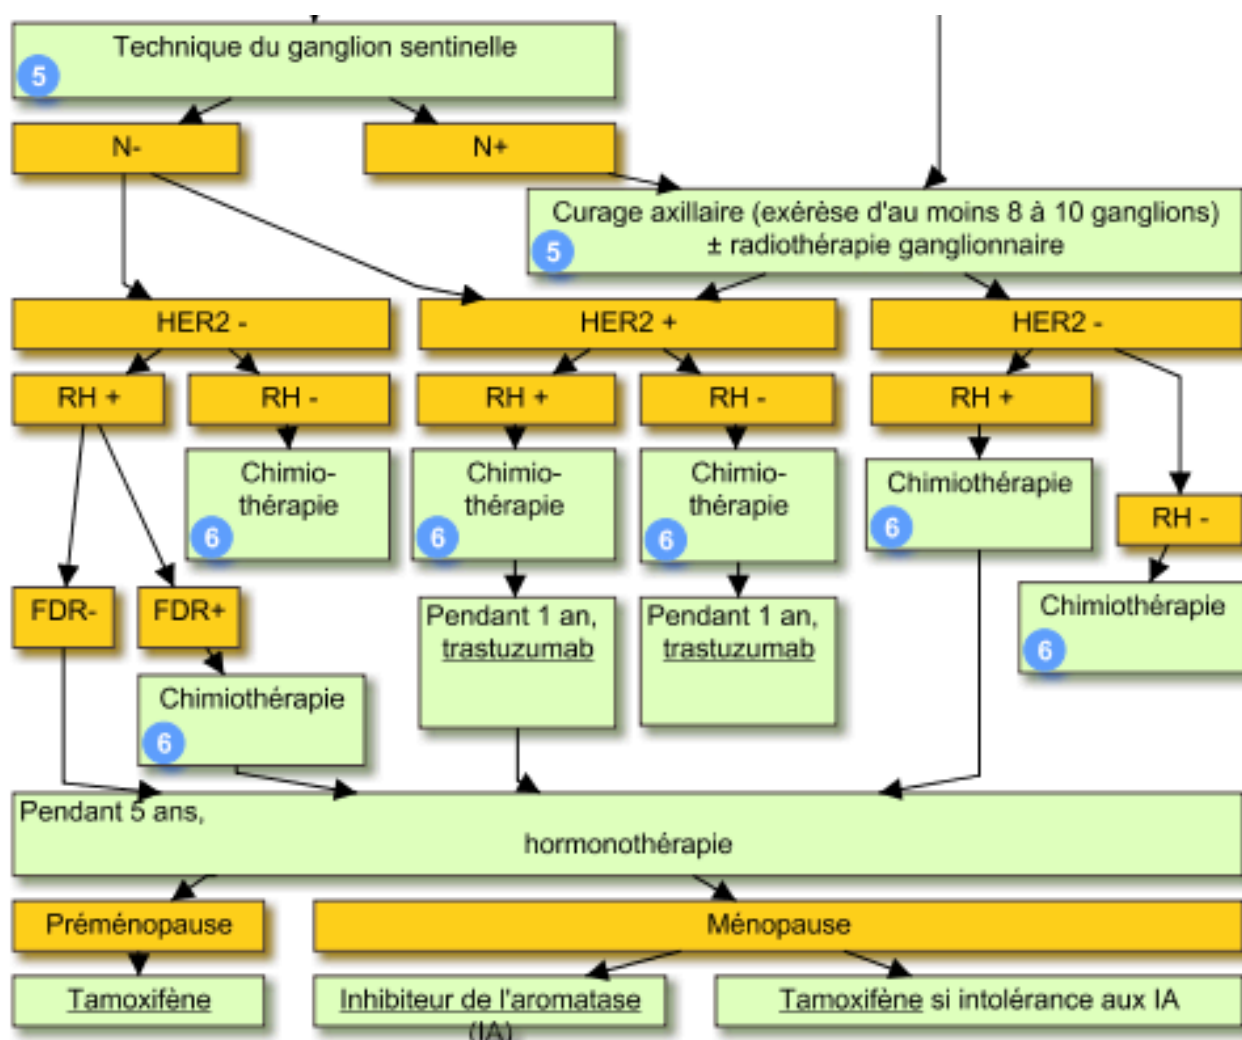 Technique du ganglion sentinelle
5
N-
N+
Curage axillaire (exérèse d'au moins 8 à 10 ganglions)
± radiothérapie ganglionnaire
5
HER2 -
HER2 +
HER2 -
RH +
RH -
RH +
RH -
RH +
Chimio-
thérapie
6
Chimio-
thérapie
6
Chimio-
thérapie
6
Chimiothérapie
6
RH -
FDR-
FDR+
Pendant 1 an,
trastuzumab
Pendant 1 an,
trastuzumab
Chimiothérapie
6
Chimiothérapie
6
Pendant 5 ans,
hormonothérapie
Préménopause
Ménopause
Tamoxifène
Inhibiteur de l'aromatase
(IA)
Tamoxifène si intolérance aux IA